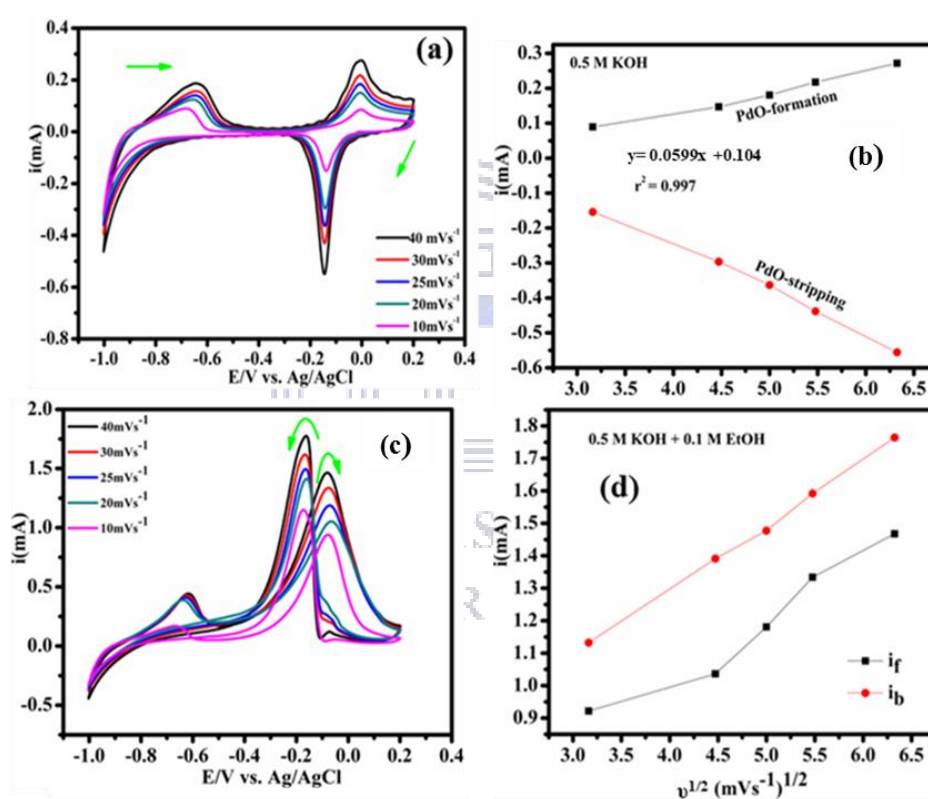 (a)
0.4
0.2
0.0
-0.2
-0.4
-0.6
-0.8
i(mA)
40 mVs⁻¹
30mVs⁻¹
25mVs⁻¹
20mVs⁻¹
10mVs⁻¹
-1.0 -0.8 -0.6 -0.4 -0.2 0.0 0.2 0.4
E/V vs. Ag/AgCl
(b)
0.5 M KOH
0.3
0.2
0.1
0.0
-0.1
-0.2
-0.3
-0.4
-0.5
-0.6
i(mA)
PdO-formation
y= 0.0599x +0.104
r² = 0.997
PdO-stripping
3.0 3.5 4.0 4.5 5.0 5.5 6.0 6.5
(c)
2.0
1.5
1.0
0.5
0.0
-0.5
i(mA)
40mVs⁻¹
30mVs⁻¹
25mVs⁻¹
20mVs⁻¹
10mVs⁻¹
-1.0 -0.8 -0.6 -0.4 -0.2 0.0 0.2 0.4
E/V vs. Ag/AgCl
(d)
0.5 M KOH + 0.1 M EtOH
1.8
1.7
1.6
1.5
1.4
1.3
1.2
1.1
1.0
0.9
i(mA)
i_f
i_b
3.0 3.5 4.0 4.5 5.0 5.5 6.0 6.5
υ^1/2 (mVs⁻¹)^1/2